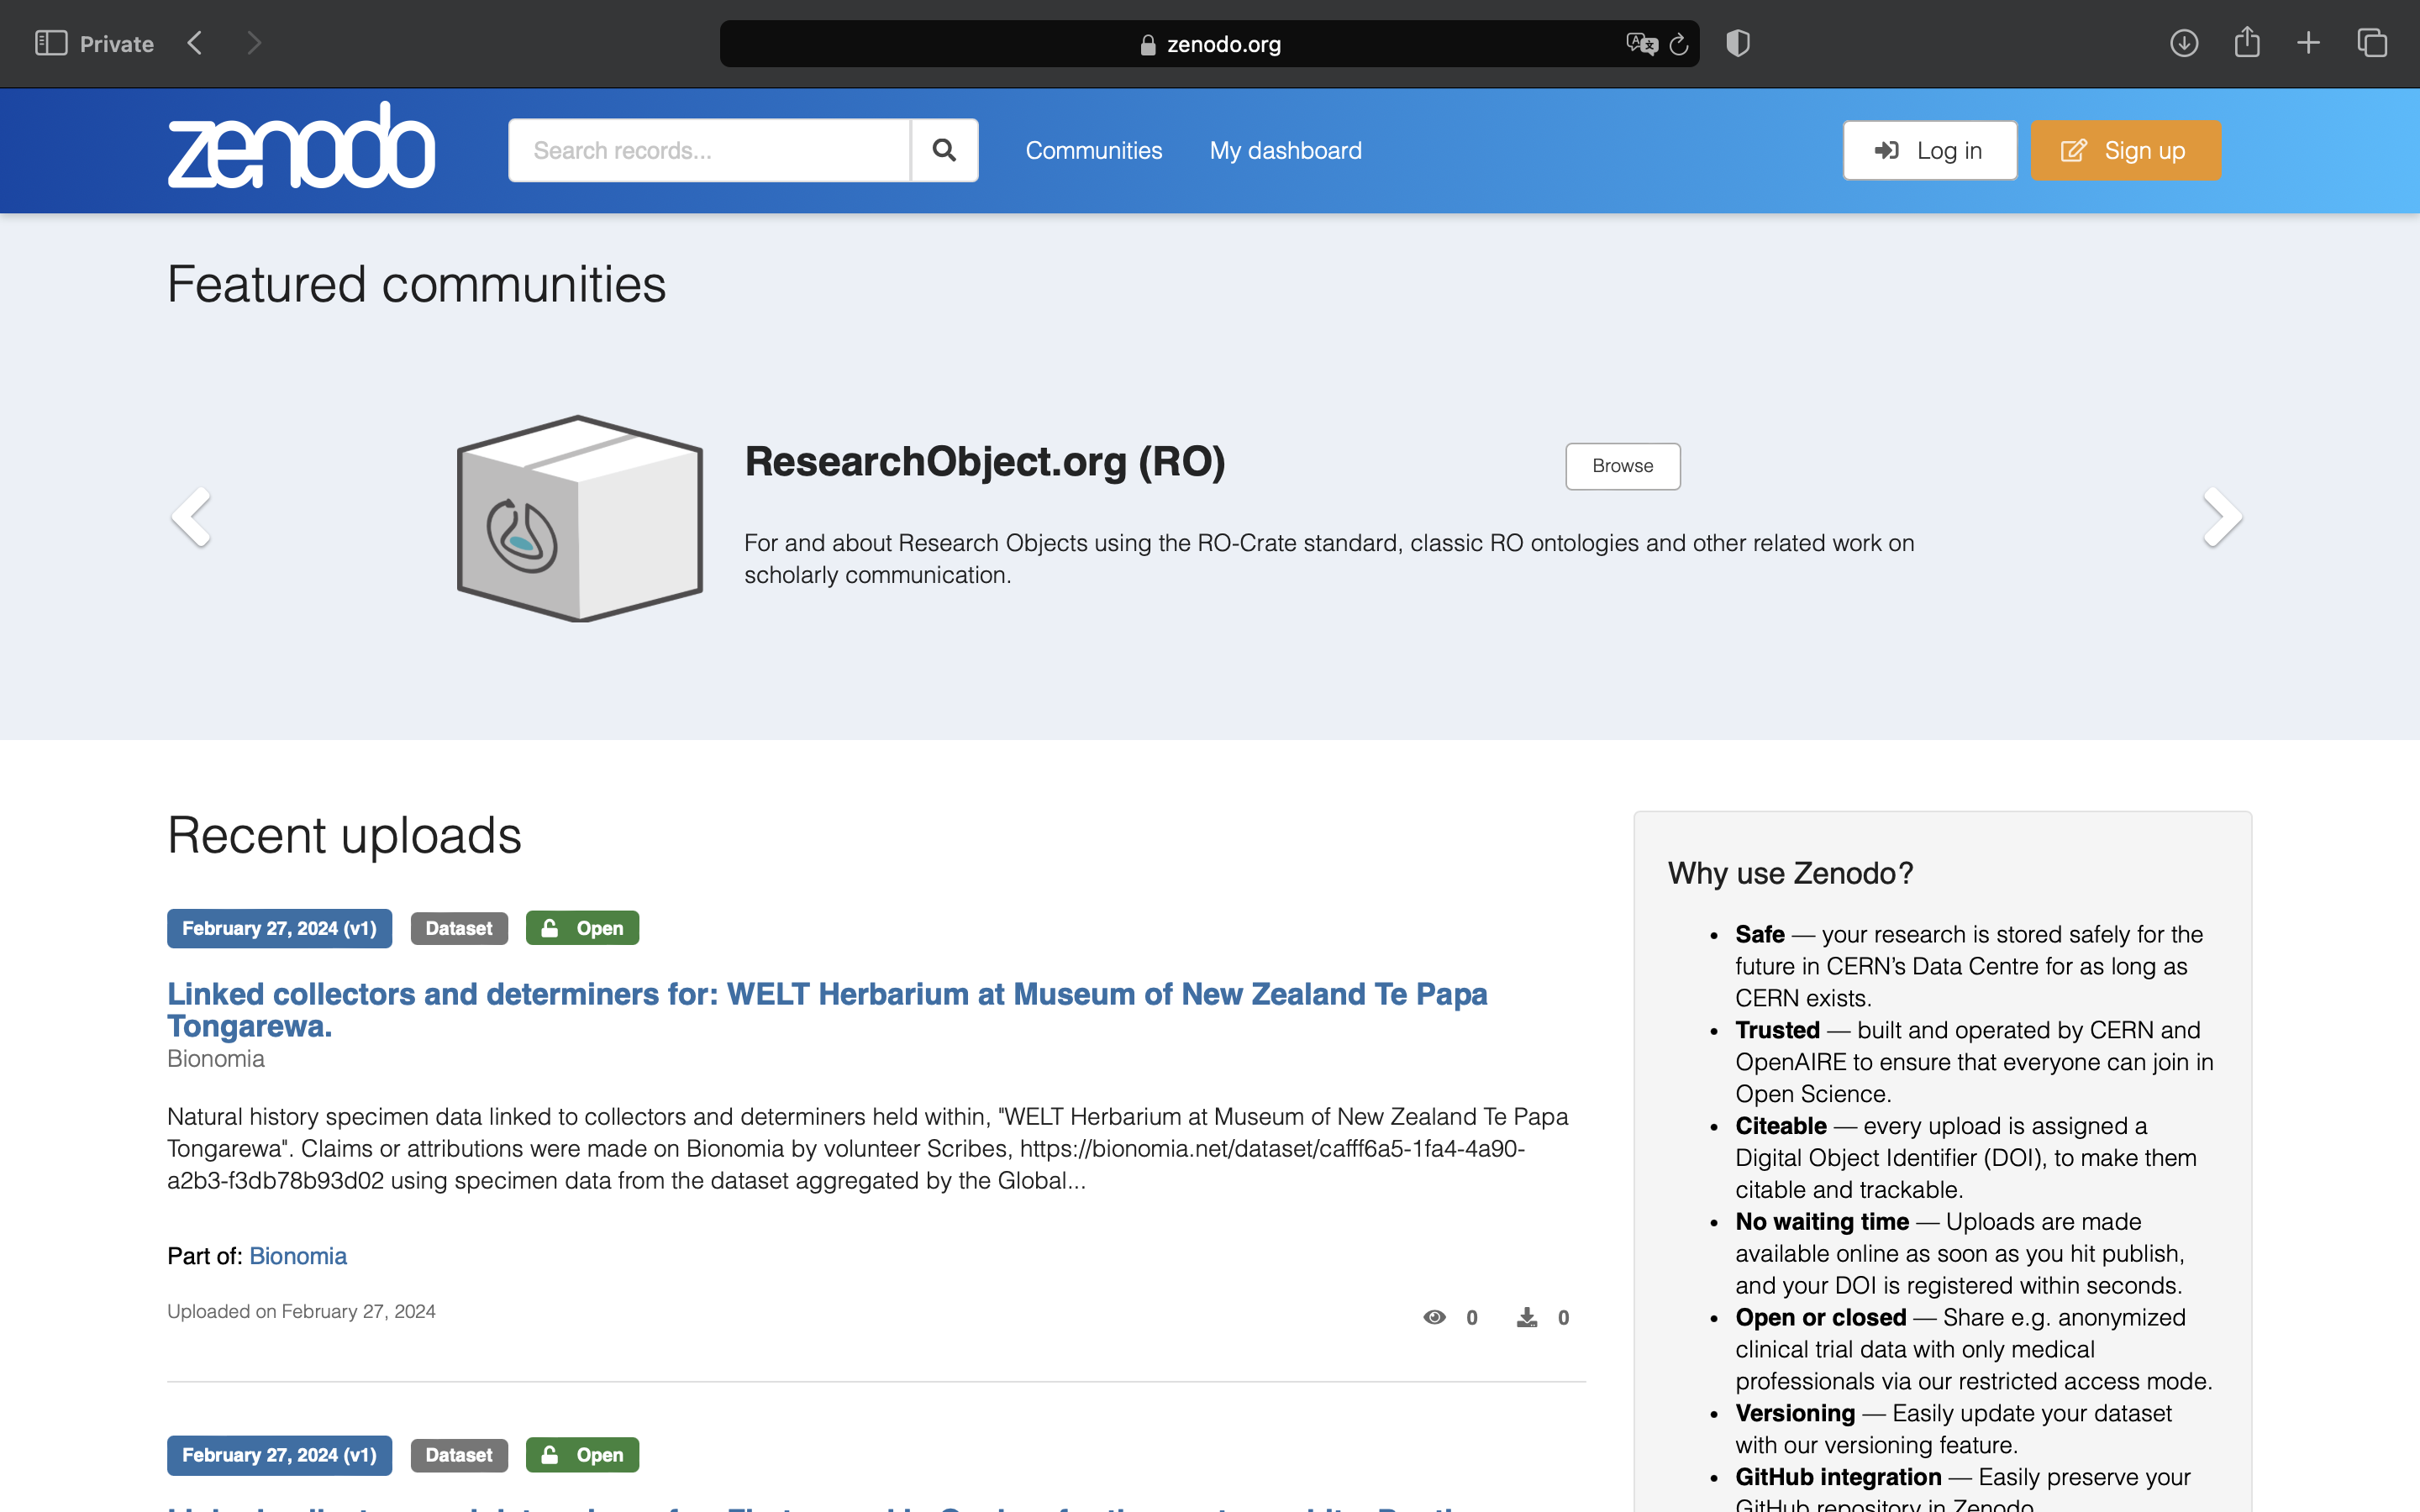 Private
zenodo.org
zenodo
Search records...
Communities
My dashboard
Log in
Sign up
Featured communities
ResearchObject.org (RO)
Browse
For and about Research Objects using the RO-Crate standard, classic RO ontologies and other related work on
scholarly communication.
Recent uploads
February 27, 2024 (v1)
Dataset
Open
Linked collectors and determiners for: WELT Herbarium at Museum of New Zealand Te Papa
Tongarewa.
Bionomia
Natural history specimen data linked to collectors and determiners held within, "WELT Herbarium at Museum of New Zealand Te Papa
Tongarewa". Claims or attributions were made on Bionomia by volunteer Scribes, https://bionomia.net/dataset/cafff6a5-1fa4-4a90-
a2b3-f3db78b93d02 using specimen data from the dataset aggregated by the Global...
Part of: Bionomia
Uploaded on February 27, 2024
0
0
February 27, 2024 (v1)
Dataset
Open
Why use Zenodo?
• Safe — your research is stored safely for the
future in CERN’s Data Centre for as long as
CERN exists.
• Trusted — built and operated by CERN and
OpenAIRE to ensure that everyone can join in
Open Science.
• Citeable — every upload is assigned a
Digital Object Identifier (DOI), to make them
citable and trackable.
• No waiting time — Uploads are made
available online as soon as you hit publish,
and your DOI is registered within seconds.
• Open or closed — Share e.g. anonymized
clinical trial data with only medical
professionals via our restricted access mode.
• Versioning — Easily update your dataset
with our versioning feature.
• GitHub integration — Easily preserve your
GitHub repository in Zenodo.